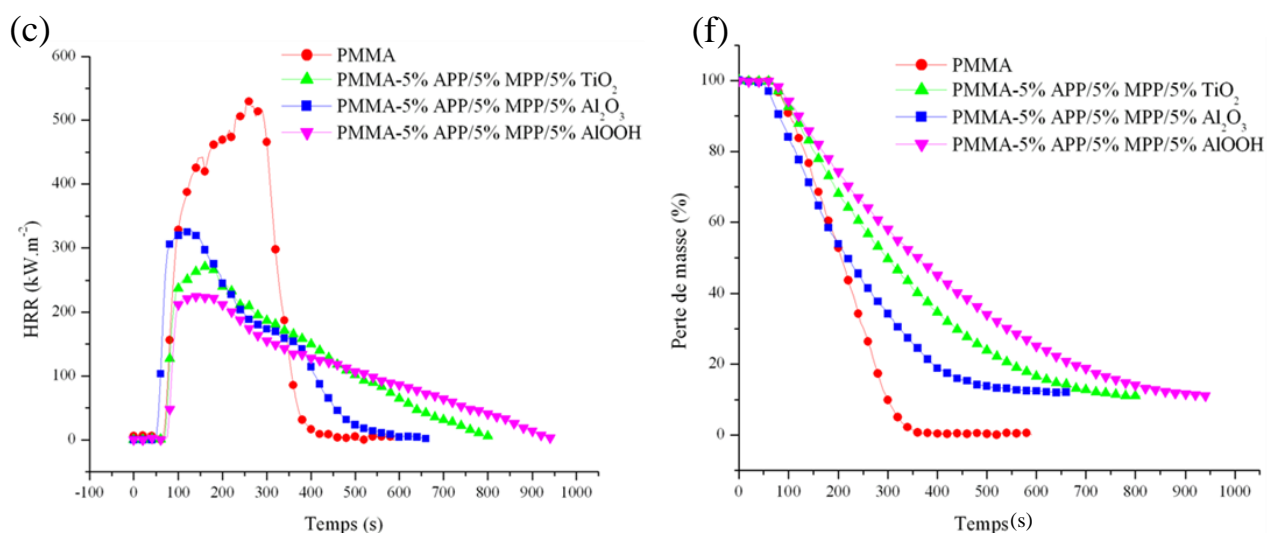 (c)
600
500
400
300
200
100
0
HRR (kW.m⁻²)
PMMA
PMMA-5% APP/5% MPP/5% TiO₂
PMMA-5% APP/5% MPP/5% Al₂O₃
PMMA-5% APP/5% MPP/5% AlOOH
-100 0 100 200 300 400 500 600 700 800 900 1000
Temps (s)
(f)
100
80
60
40
20
0
Perte de masse (%)
PMMA
PMMA-5% APP/5% MPP/5% TiO₂
PMMA-5% APP/5% MPP/5% Al₂O₃
PMMA-5% APP/5% MPP/5% AlOOH
0 100 200 300 400 500 600 700 800 900 1000
Temps(s)